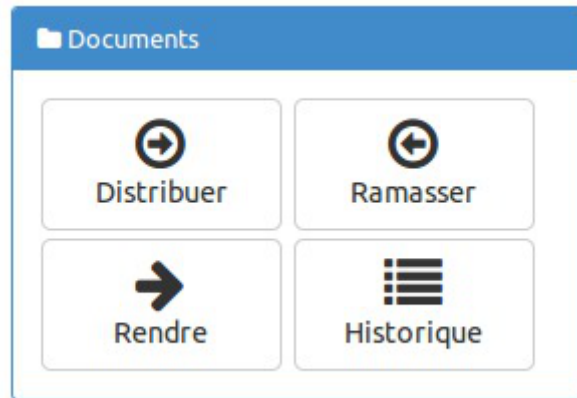 Documents
Distribuer
Ramasser
Rendre
Historique